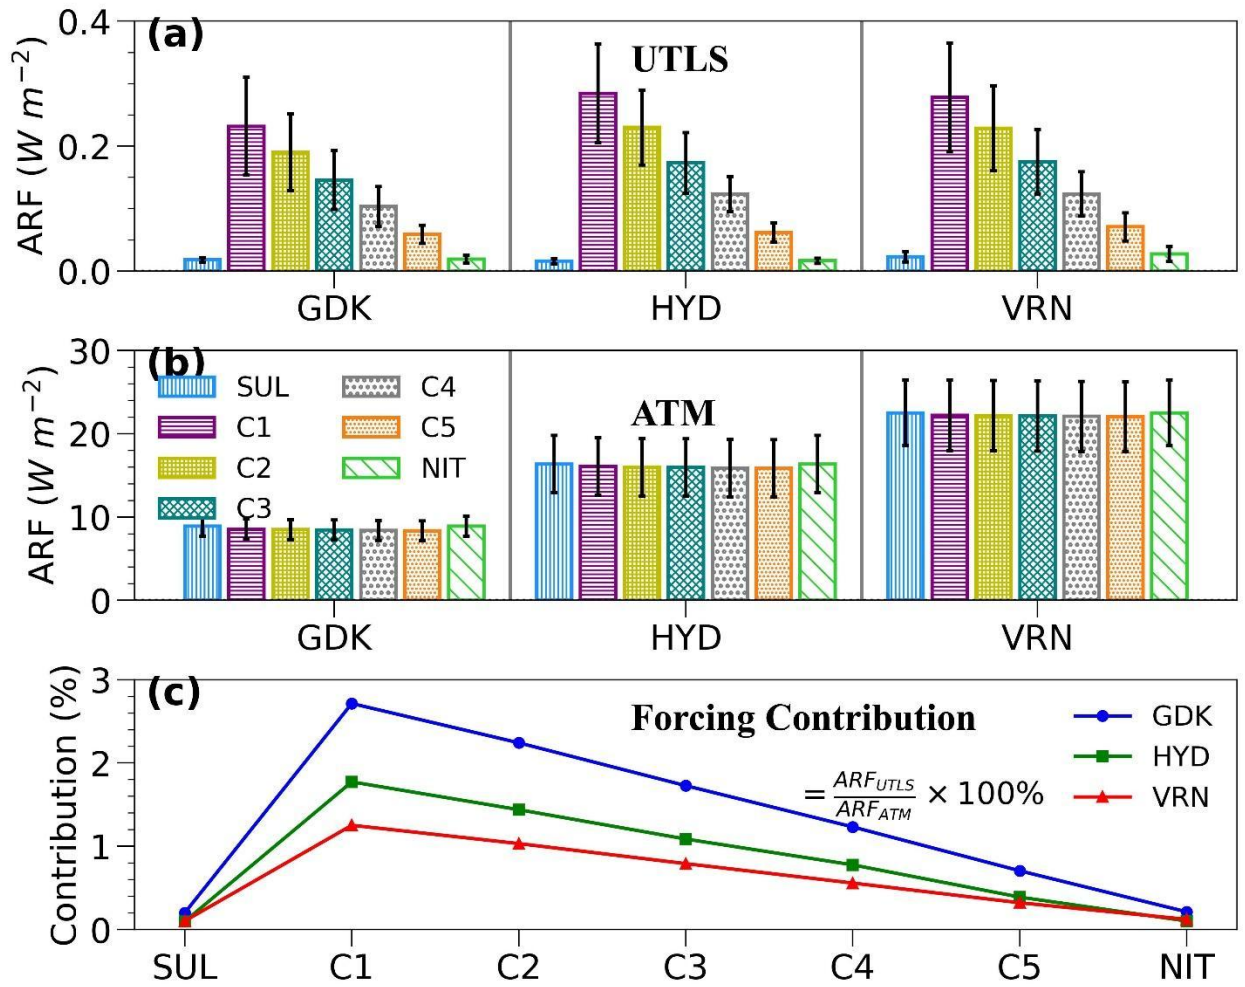 (a)
UTLS
ARF (W m⁻²)
0.4
0.2
0.0
GDK HYD VRN
(b)
ATM
ARF (W m⁻²)
30
20
10
0
SUL
C1
C2
C3
C4
C5
NIT
GDK HYD VRN
(c)
Forcing Contribution
= ARF_UTLS / ARF_ATM × 100%
GDK
HYD
VRN
Contribution (%)
3
2
1
0
SUL C1 C2 C3 C4 C5 NIT